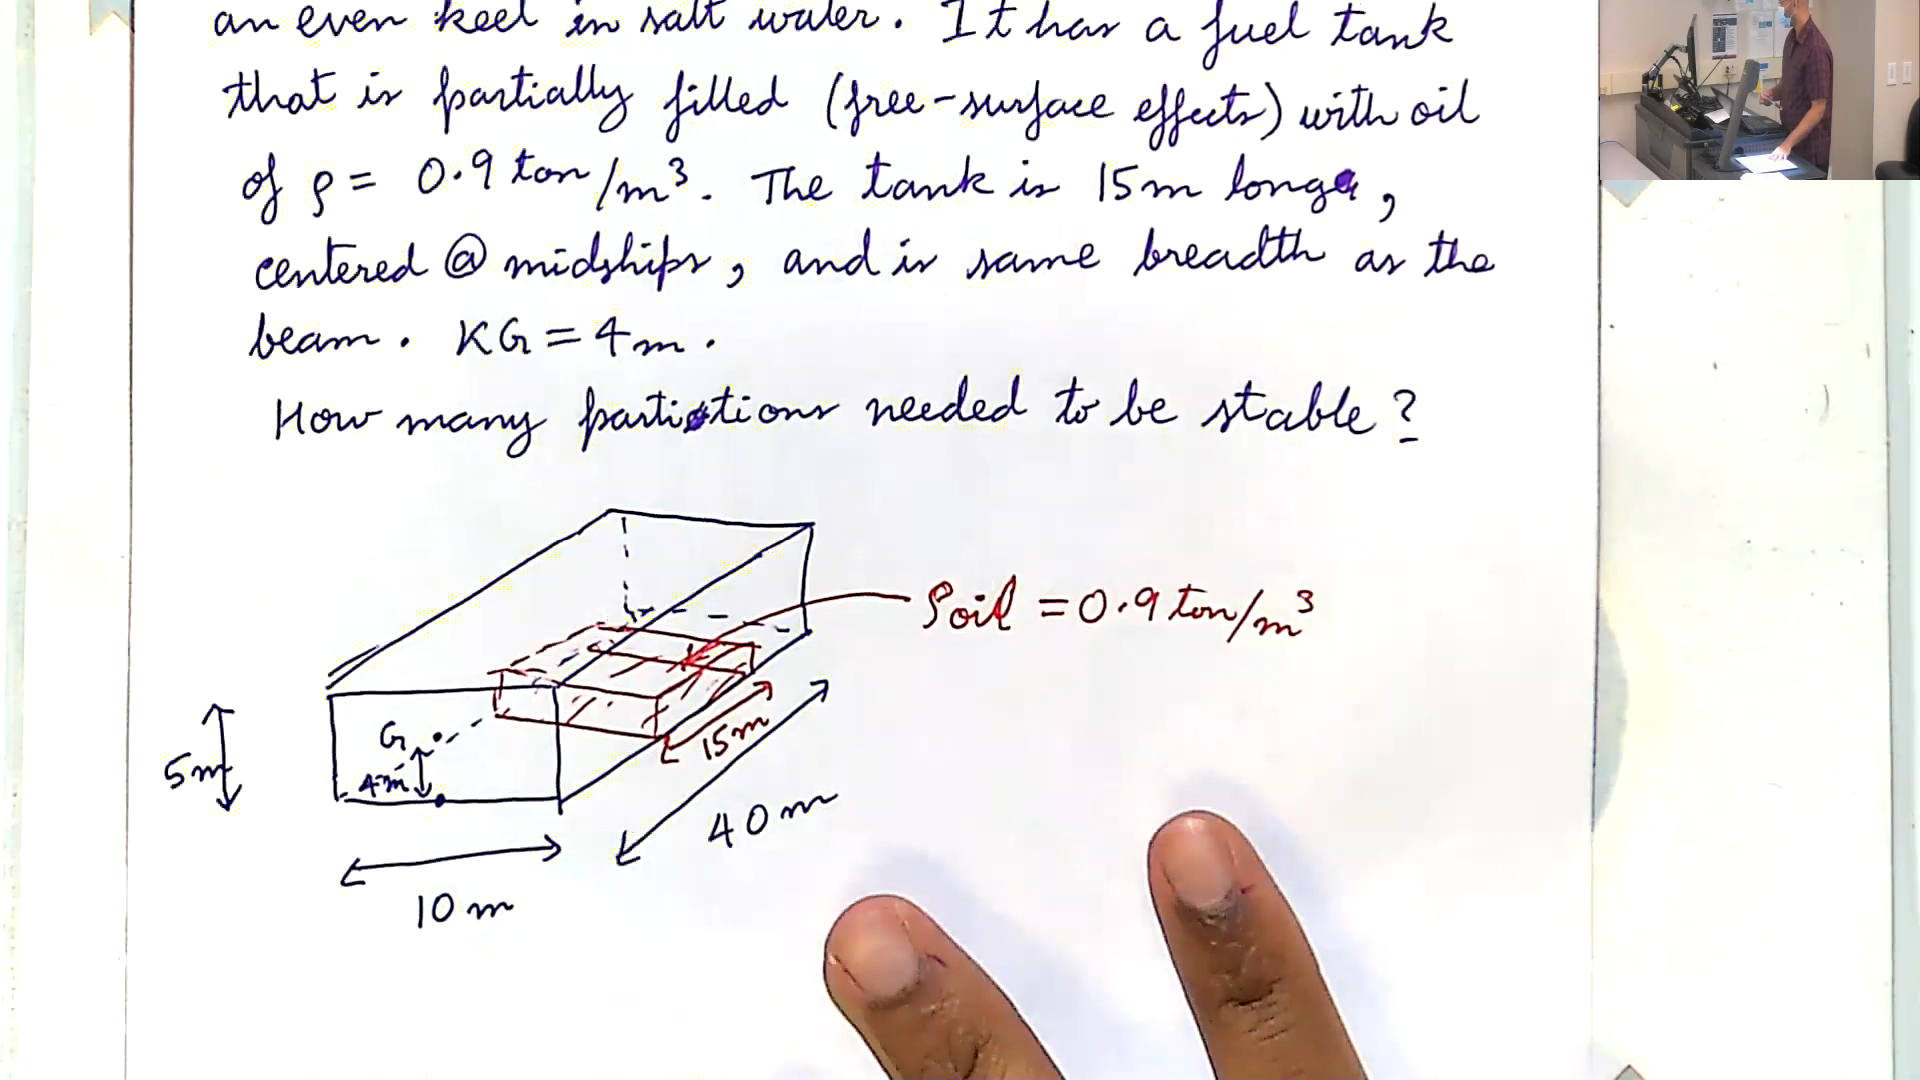 an even keel in salt water. It has a fuel tank
that is partially filled (free-surface effects) with oil
of ρ = 0.9 ton/m³. The tank is 15m long,
centered @ midships, and is same breadth as the
beam. KG = 4m.
How many partitions needed to be stable?
ρoil = 0.9 ton/m³
5m
G
4m
15m
40m
10m